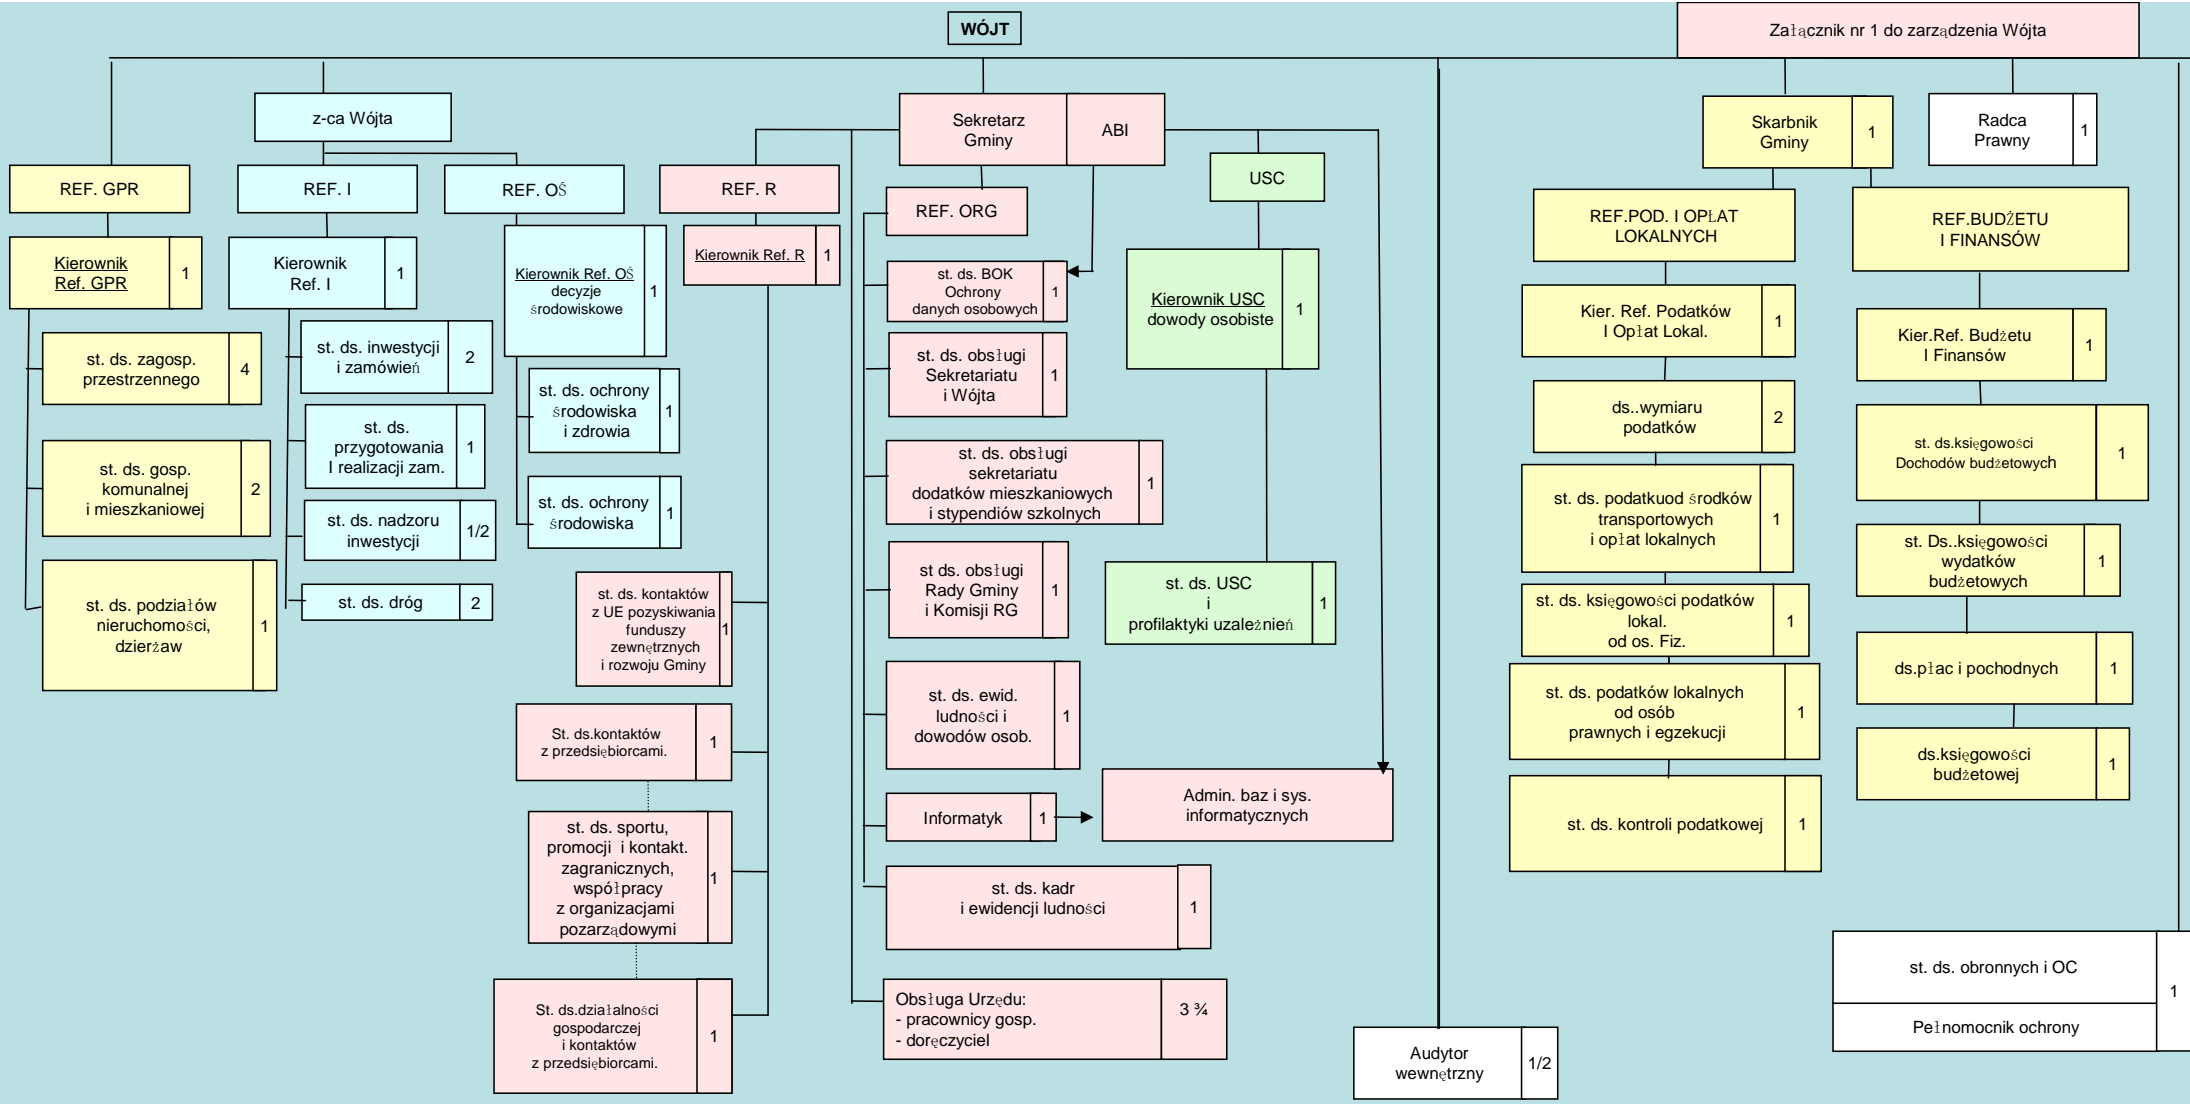 WÓJT
Załącznik nr 1 do zarządzenia Wójta
z-ca Wójta
Sekretarz
Gminy
ABI
Skarbnik
Gminy
1
Radca
Prawny
1
REF. GPR
REF. I
REF. OŚ
REF. R
REF. ORG
USC
REF.POD. I OPŁAT
LOKALNYCH
REF.BUDŻETU
I FINANSÓW
Kierownik
Ref. GPR
1
st. ds. zagosp.
przestrzennego
4
st. ds. gosp.
komunalnej
i mieszkaniowej
2
st. ds. podziałów
nieruchomości,
dzierżaw
1
Kierownik
Ref. I
1
st. ds. inwestycji
i zamówień
2
st. ds.
przygotowania
I realizacji zam.
1
st. ds. nadzoru
inwestycji
1/2
st. ds. dróg
2
Kierownik Ref. OŚ
decyzje
środowiskowe
1
st. ds. ochrony
środowiska
i zdrowia
1
st. ds. ochrony
środowiska
1
Kierownik Ref. R
1
st. ds. kontaktów
z UE pozyskiwania
funduszy
zewnętrznych
i rozwoju Gminy
1
St. ds.kontaktów
z przedsiębiorcami.
1
st. ds. sportu,
promocji i kontakt.
zagranicznych,
współpracy
z organizacjami
pozarządowymi
1
St. ds.działalności
gospodarczej
i kontaktów
z przedsiębiorcami.
1
st. ds. BOK
Ochrony
danych osobowych
1
st. ds. obsługi
Sekretariatu
i Wójta
1
st. ds. obsługi
sekretariatu
dodatków mieszkaniowych
i stypendiów szkolnych
1
st ds. obsługi
Rady Gminy
i Komisji RG
1
st. ds. ewid.
ludności i
dowodów osob.
1
Informatyk
1
Admin. baz i sys.
informatycznych
st. ds. kadr
i ewidencji ludności
1
Obsługa Urzędu:
- pracownicy gosp.
- doręczyciel
3 ¾
Kierownik USC
dowody osobiste
1
st. ds. USC
i
profilaktyki uzależnień
1
Audytor
wewnętrzny
1/2
Kier. Ref. Podatków
I Opłat Lokal.
1
ds..wymiaru
podatków
2
st. ds. podatkuod środków
transportowych
i opłat lokalnych
1
st. ds. księgowości podatków
lokal.
od os. Fiz.
1
st. ds. podatków lokalnych
od osób
prawnych i egzekucji
1
st. ds. kontroli podatkowej
1
Kier.Ref. Budżetu
I Finansów
1
st. ds.księgowości
Dochodów budżetowych
1
st. Ds..księgowości
wydatków
budżetowych
1
ds.płac i pochodnych
1
ds.księgowości
budżetowej
1
st. ds. obronnych i OC
Pełnomocnik ochrony
1